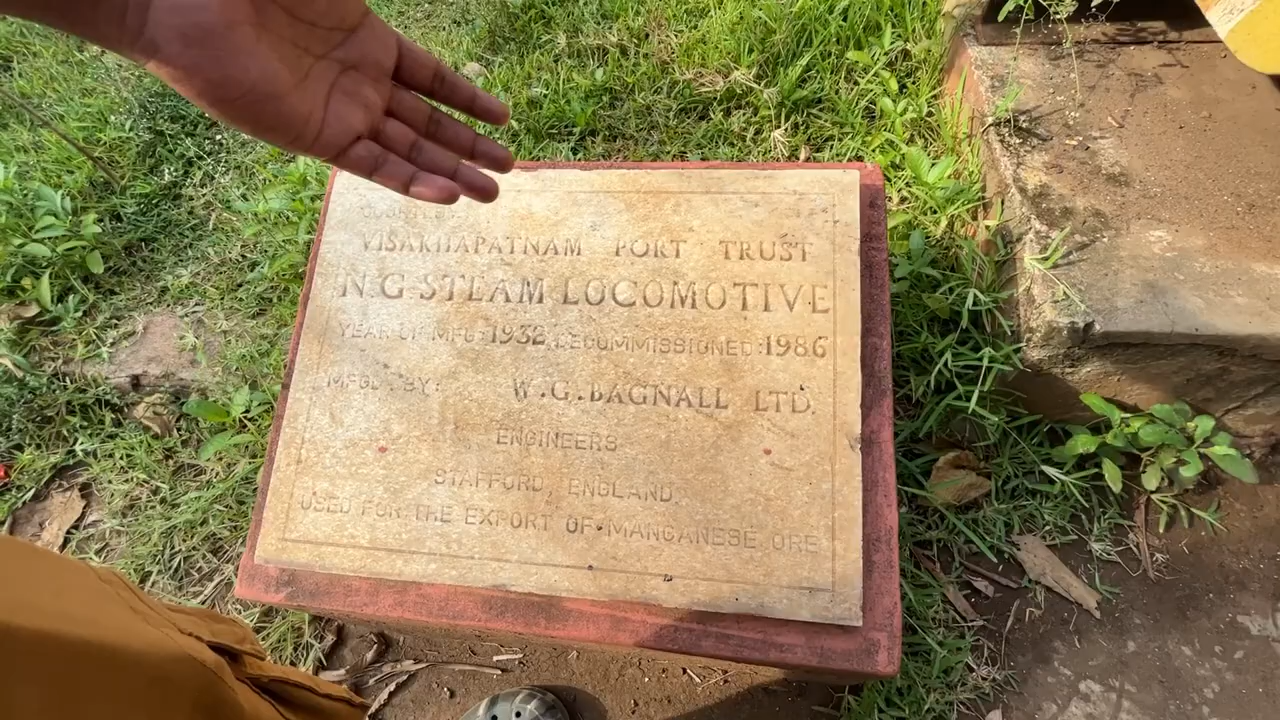 COURTESY
VISAKHAPATNAM PORT TRUST
N.G STEAM LOCOMOTIVE
YEAR OF MFG: 1932, DECOMMISSIONED: 1986
MFGD. BY: W.G.BAGNALL LTD.
ENGINEERS
STAFFORD, ENGLAND
USED FOR THE EXPORT OF MANGANESE ORE